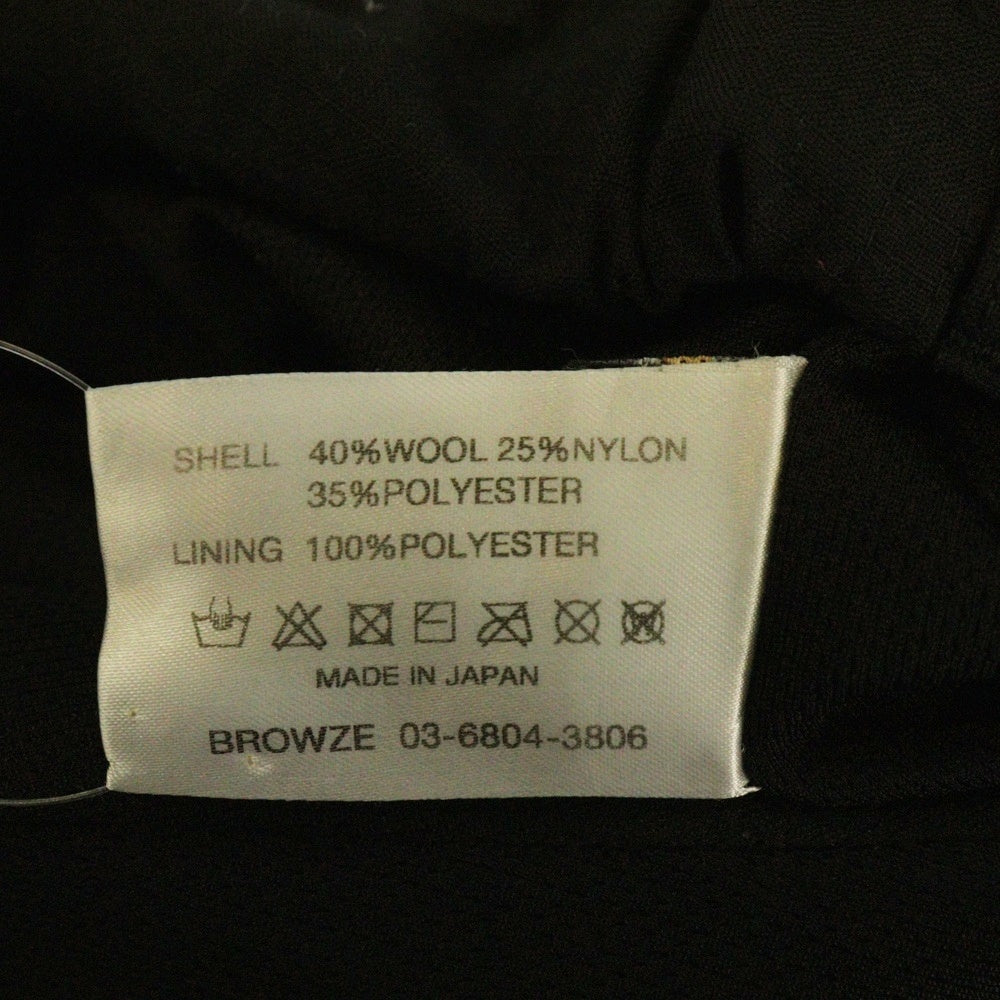 SHELL 40%WOOL 25%NYLON
35%POLYESTER
LINING 100%POLYESTER
MADE IN JAPAN
BROWZE 03-6804-3806